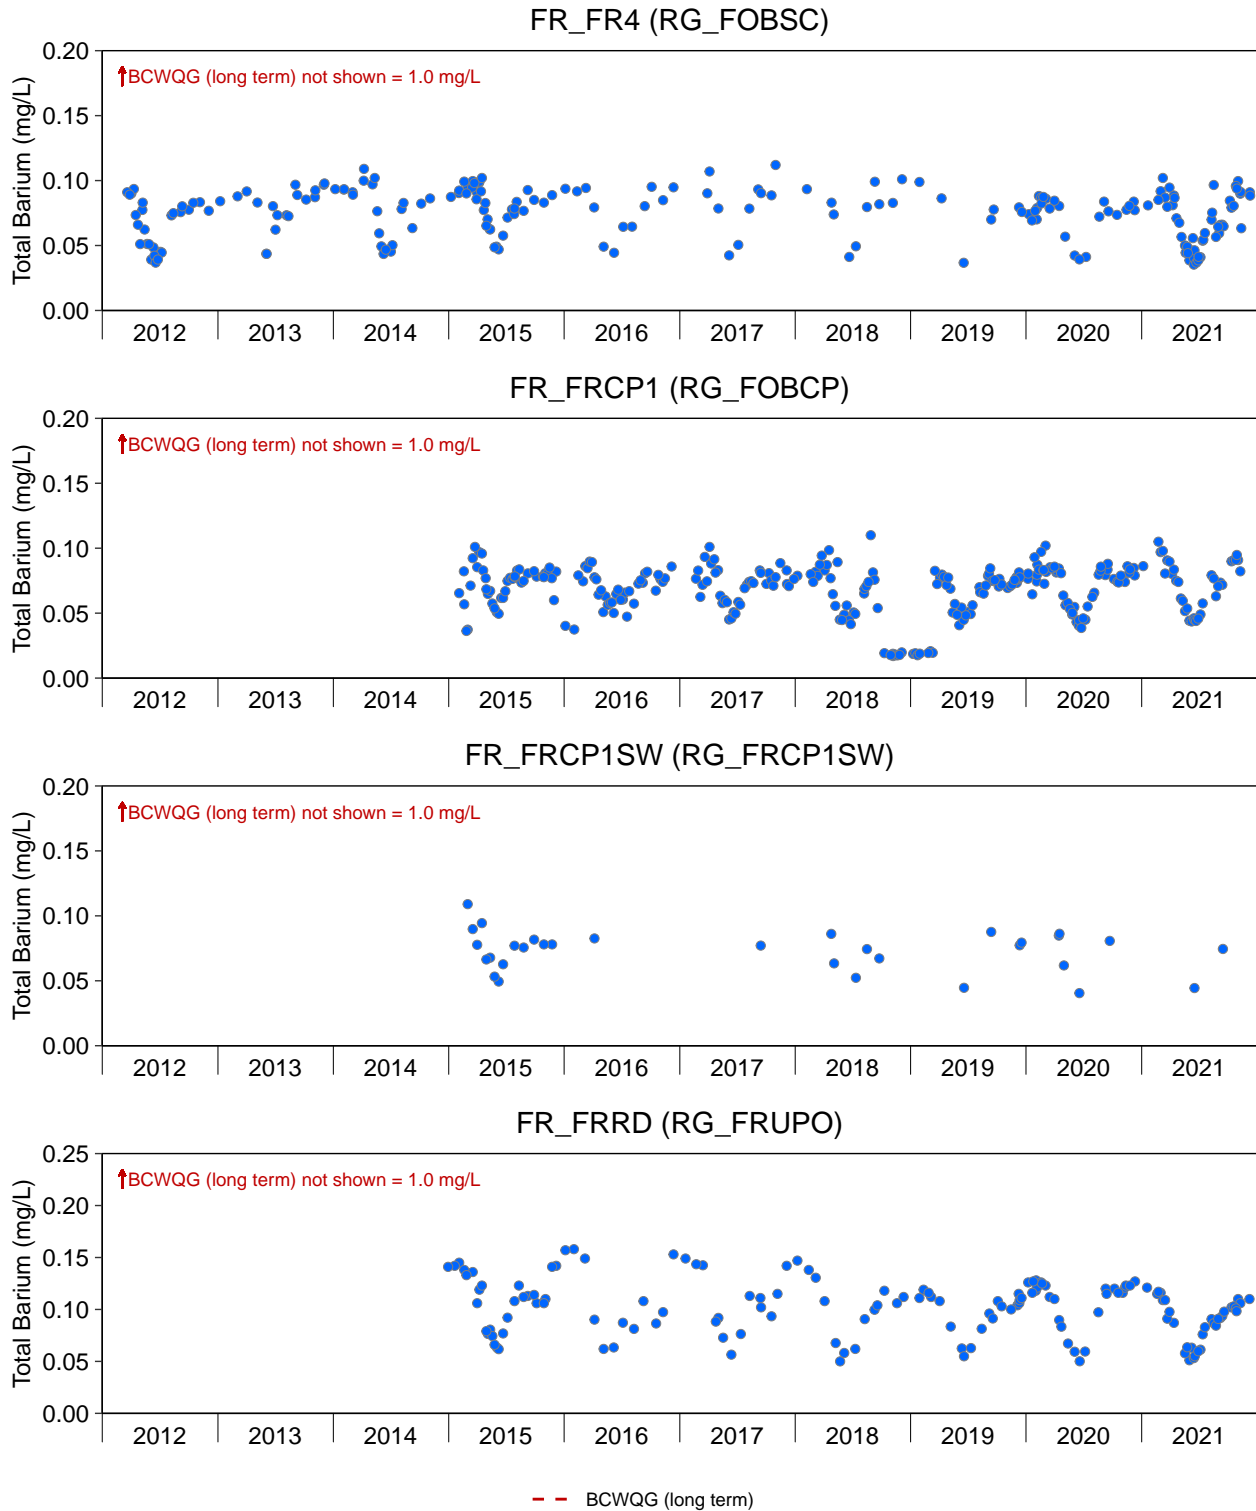 FR_FR4 (RG_FOBSC)
Total Barium (mg/L)
0.20
0.15
0.10
0.05
0.00
↑BCWQG (long term) not shown = 1.0 mg/L
2012 2013 2014 2015 2016 2017 2018 2019 2020 2021
FR_FRCP1 (RG_FOBCP)
Total Barium (mg/L)
0.20
0.15
0.10
0.05
0.00
↑BCWQG (long term) not shown = 1.0 mg/L
2012 2013 2014 2015 2016 2017 2018 2019 2020 2021
FR_FRCP1SW (RG_FRCP1SW)
Total Barium (mg/L)
0.20
0.15
0.10
0.05
0.00
↑BCWQG (long term) not shown = 1.0 mg/L
2012 2013 2014 2015 2016 2017 2018 2019 2020 2021
FR_FRRD (RG_FRUPO)
Total Barium (mg/L)
0.25
0.20
0.15
0.10
0.05
0.00
↑BCWQG (long term) not shown = 1.0 mg/L
2012 2013 2014 2015 2016 2017 2018 2019 2020 2021
BCWQG (long term)